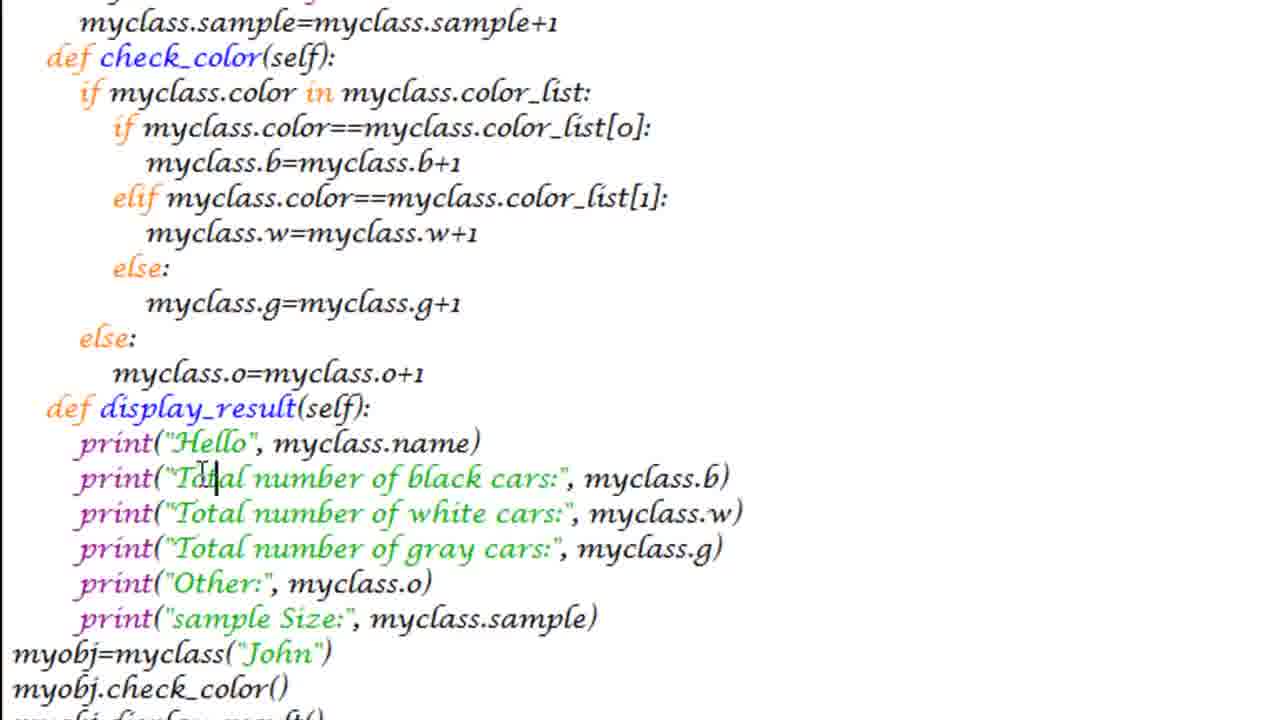 myclass.sample=myclass.sample+1
def check_color(self):
if myclass.color in myclass.color_list:
if myclass.color==myclass.color_list[0]:
myclass.b=myclass.b+1
elif myclass.color==myclass.color_list[1]:
myclass.w=myclass.w+1
else:
myclass.g=myclass.g+1
else:
myclass.o=myclass.o+1
def display_result(self):
print("Hello", myclass.name)
print("Total number of black cars:", myclass.b)
print("Total number of white cars:", myclass.w)
print("Total number of gray cars:", myclass.g)
print("Other:", myclass.o)
print("sample Size:", myclass.sample)
myobj=myclass("John")
myobj.check_color()
myobj.display_result()